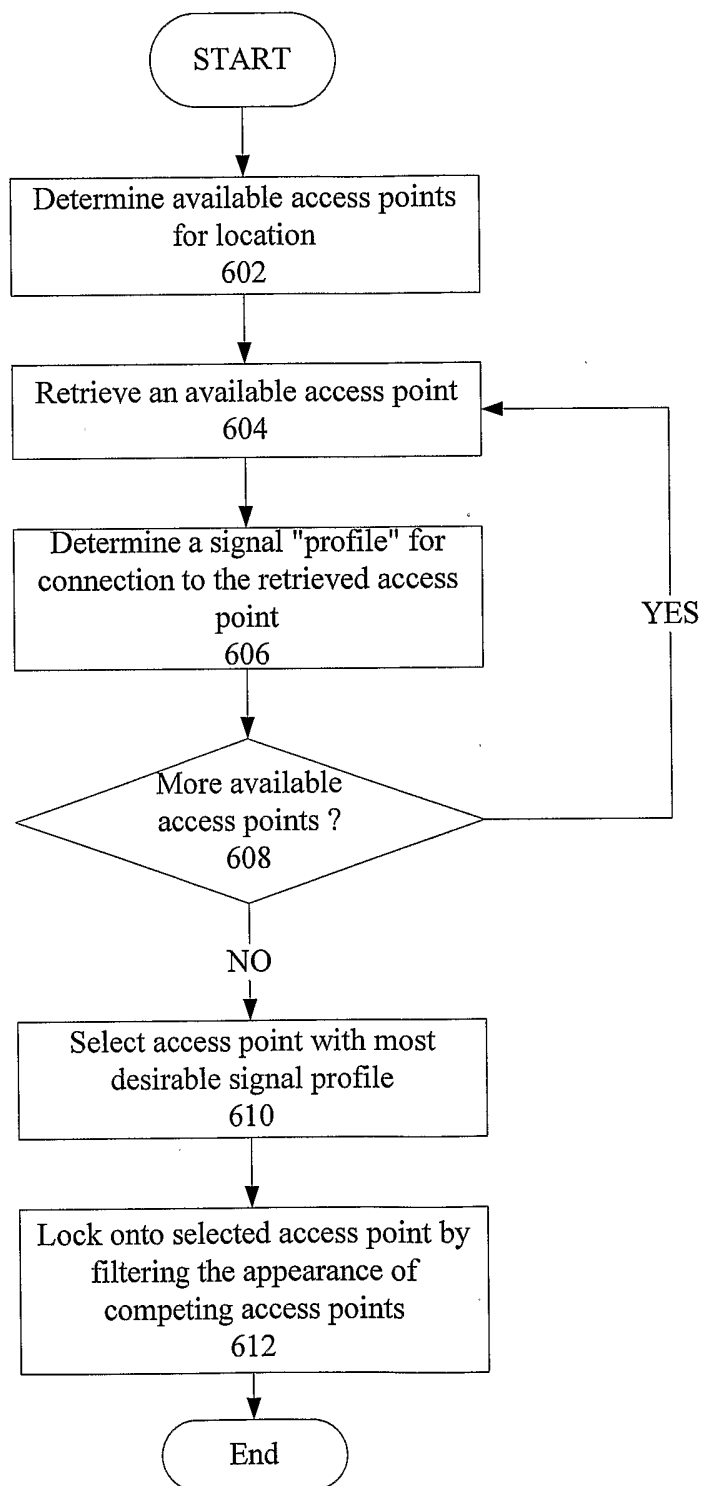 START
Determine available access points
for location
602
Retrieve an available access point
604
Determine a signal "profile" for
connection to the retrieved access
point
606
YES
More available
access points ?
608
NO
Select access point with most
desirable signal profile
610
Lock onto selected access point by
filtering the appearance of
competing access points
612
End